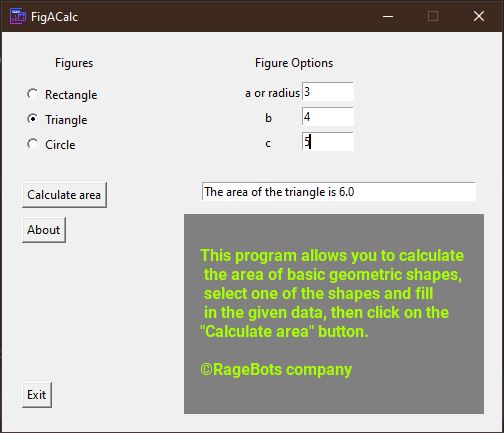 FigACalc
Figures
Figure Options
Rectangle
a or radius 3
Triangle
b 4
Circle
c 5
Calculate area
The area of the triangle is 6.0
About
This program allows you to calculate
the area of basic geometric shapes,
select one of the shapes and fill
in the given data, then click on the
"Calculate area" button.
©RageBots company
Exit